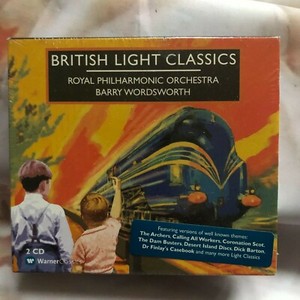 BRITISH LIGHT CLASSICS
ROYAL PHILHARMONIC ORCHESTRA
BARRY WORDSWORTH
Featuring versions of well known themes:
The Archers, Calling All Workers, Coronation Scot,
The Dam Busters, Desert Island Discs, Dick Barton,
Dr Finlay's Casebook and many more Light Classics
2 CD
Warner